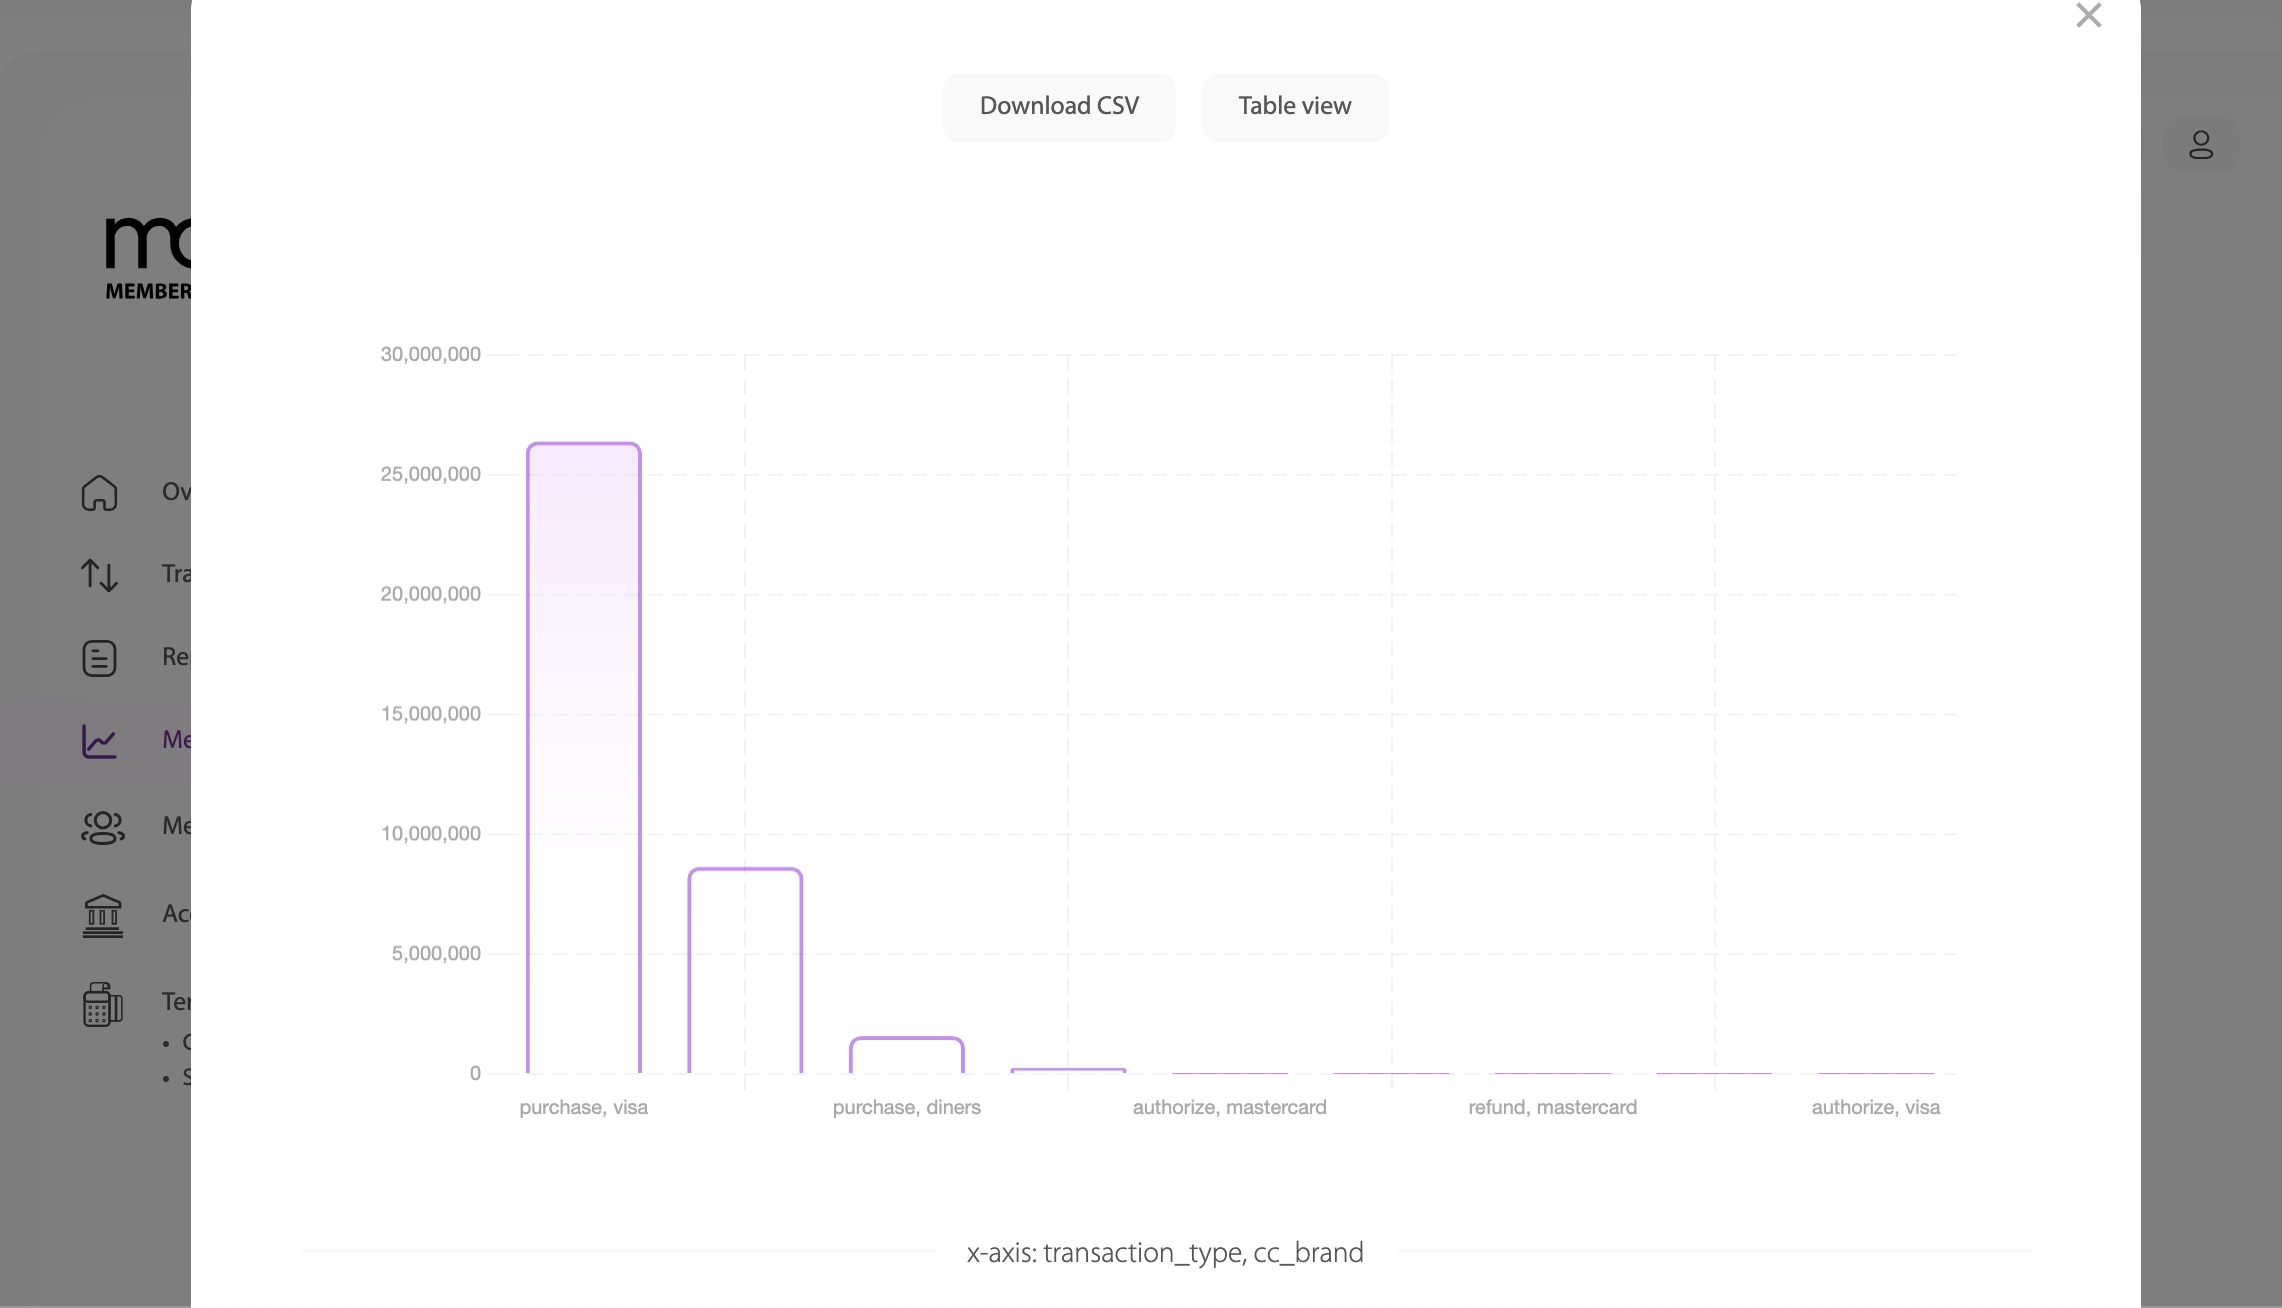 Download CSV
Table view
MEMBER
30,000,000
25,000,000
20,000,000
15,000,000
10,000,000
5,000,000
0
purchase, visa
purchase, diners
authorize, mastercard
refund, mastercard
authorize, visa
x-axis: transaction_type, cc_brand